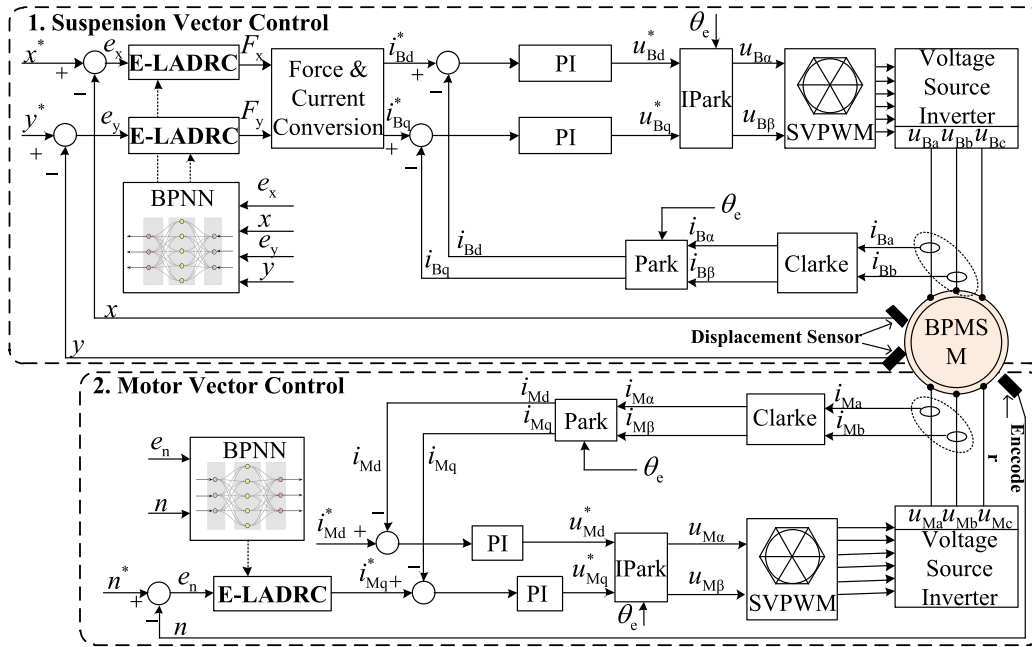 1. Suspension Vector Control
x* + − e_x E-LADRC F_x
y* + − e_y E-LADRC F_y
Force &
Current
Conversion
i*_Bd + − PI u*_Bd
i*_Bq + − PI u*_Bq
θ_e
IPark
u_Bα
u_Bβ
SVPWM
Voltage
Source
Inverter
u_Ba u_Bb u_Bc
BPNN
e_x
x
e_y
y
i_Bd
i_Bq
θ_e
Park
i_Bα
i_Bβ
Clarke
i_Ba
i_Bb
x
y
Displacement Sensor
BPMS
M
2. Motor Vector Control
e_n
n
BPNN
i_Md
i_Mq
Park
θ_e
i_Mα
i_Mβ
Clarke
i_Ma
i_Mb
Enccode
r
i_Md
i_Mq
i*_Md + − PI u*_Md
n* + − e_n E-LADRC i*_Mq + − PI u*_Mq
n
IPark
θ_e
u_Mα
u_Mβ
SVPWM
u_Ma u_Mb u_Mc
Voltage
Source
Inverter